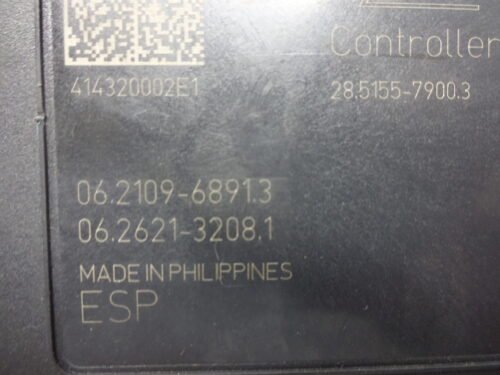 Controller
414320002E1
28.5155-7900.3
06.2109-6891.3
06.2621-3208.1
MADE IN PHILIPPINES
ESP